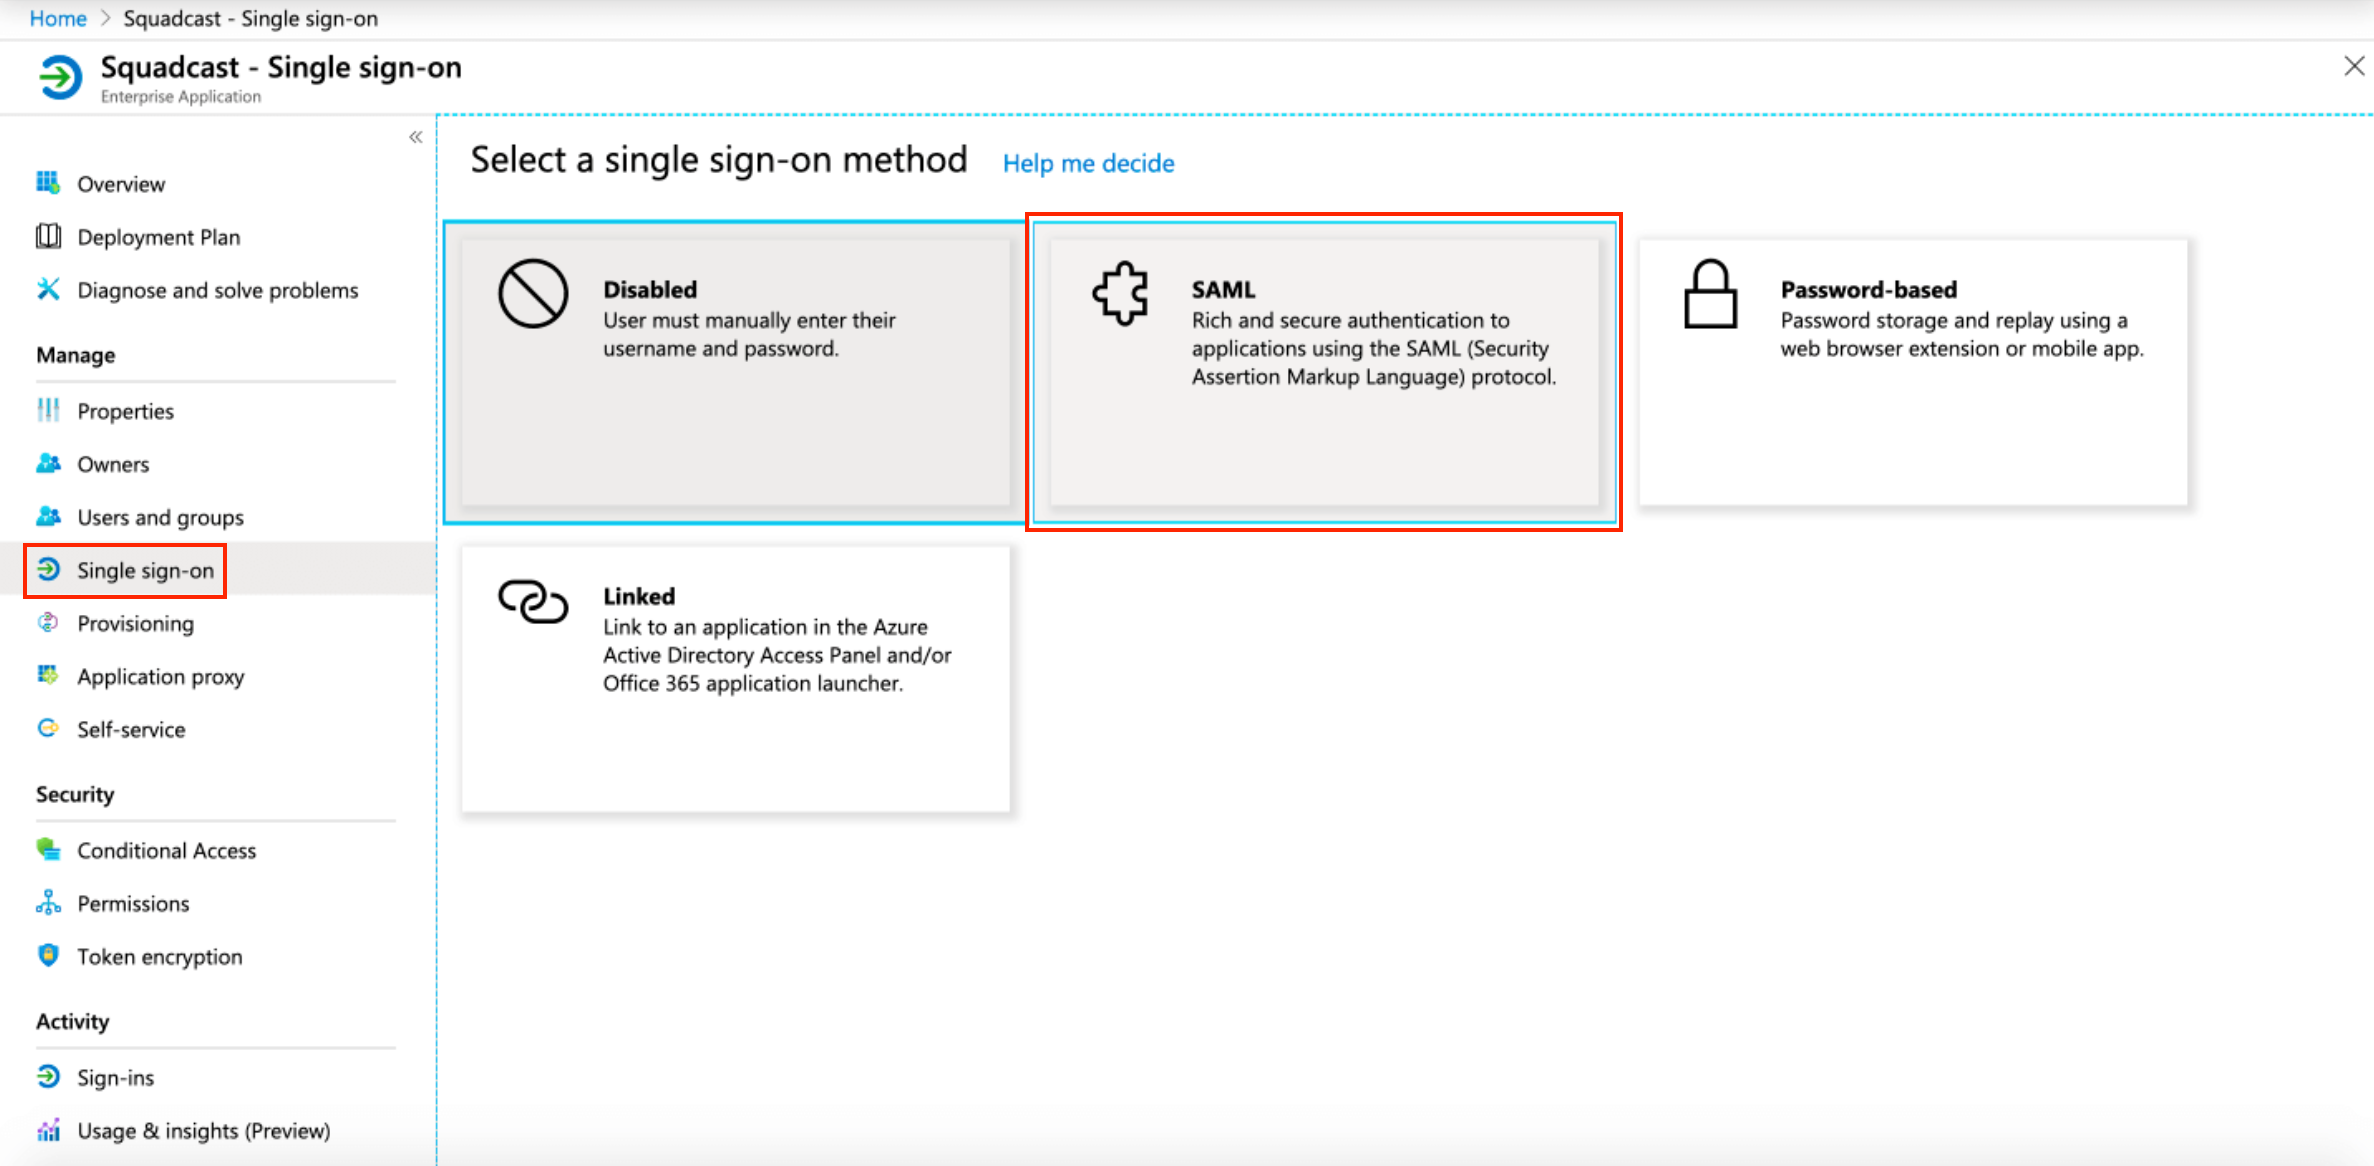 Home > Squadcast - Single sign-on
Squadcast - Single sign-on
Enterprise Application
«
Overview
Deployment Plan
Diagnose and solve problems
Manage
Properties
Owners
Users and groups
Single sign-on
Provisioning
Application proxy
Self-service
Security
Conditional Access
Permissions
Token encryption
Activity
Sign-ins
Usage & insights (Preview)
Select a single sign-on method Help me decide
Disabled
User must manually enter their
username and password.
SAML
Rich and secure authentication to
applications using the SAML (Security
Assertion Markup Language) protocol.
Password-based
Password storage and replay using a
web browser extension or mobile app.
Linked
Link to an application in the Azure
Active Directory Access Panel and/or
Office 365 application launcher.